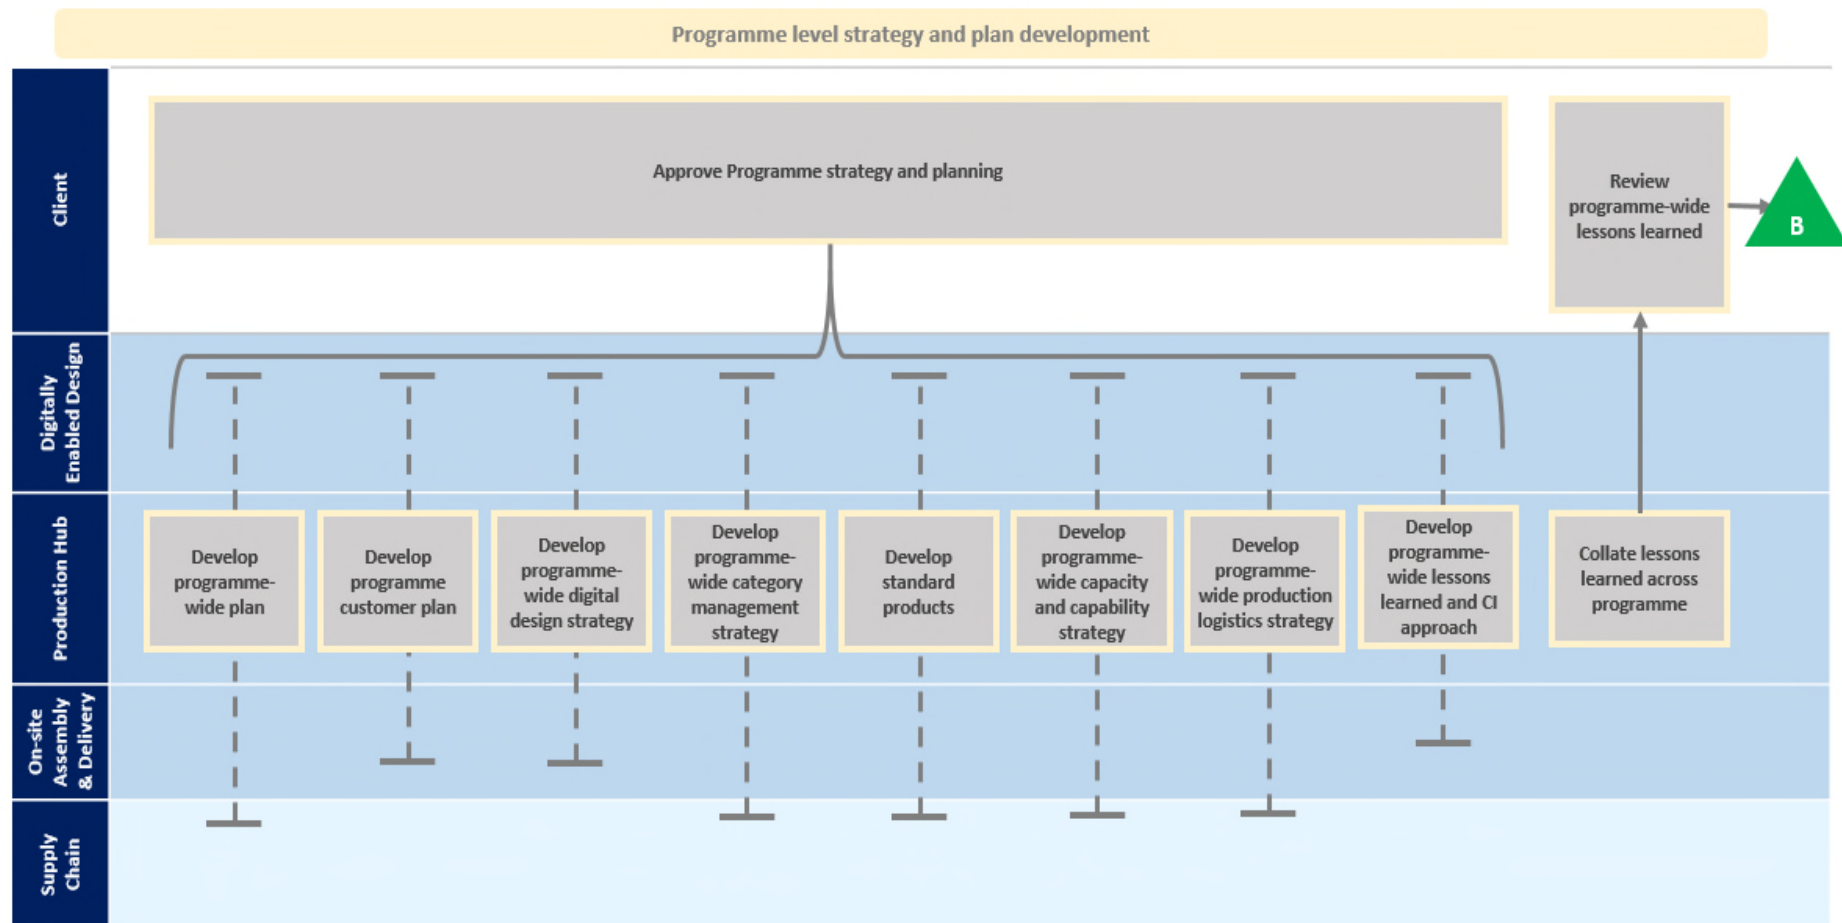 Programme level strategy and plan development
Client
Approve Programme strategy and planning
Review
programme-wide
lessons learned
B
Digitally
Enabled Design
Production Hub
Develop
programme-
wide plan
Develop
programme
customer plan
Develop
programme-
wide digital
design strategy
Develop
programme-
wide category
management
strategy
Develop
standard
products
Develop
programme-
wide capacity
and capability
strategy
Develop
programme-
wide production
logistics strategy
Develop
programme-
wide lessons
learned and CI
approach
Collate lessons
learned across
programme
On-site
Assembly
& Delivery
Supply
Chain